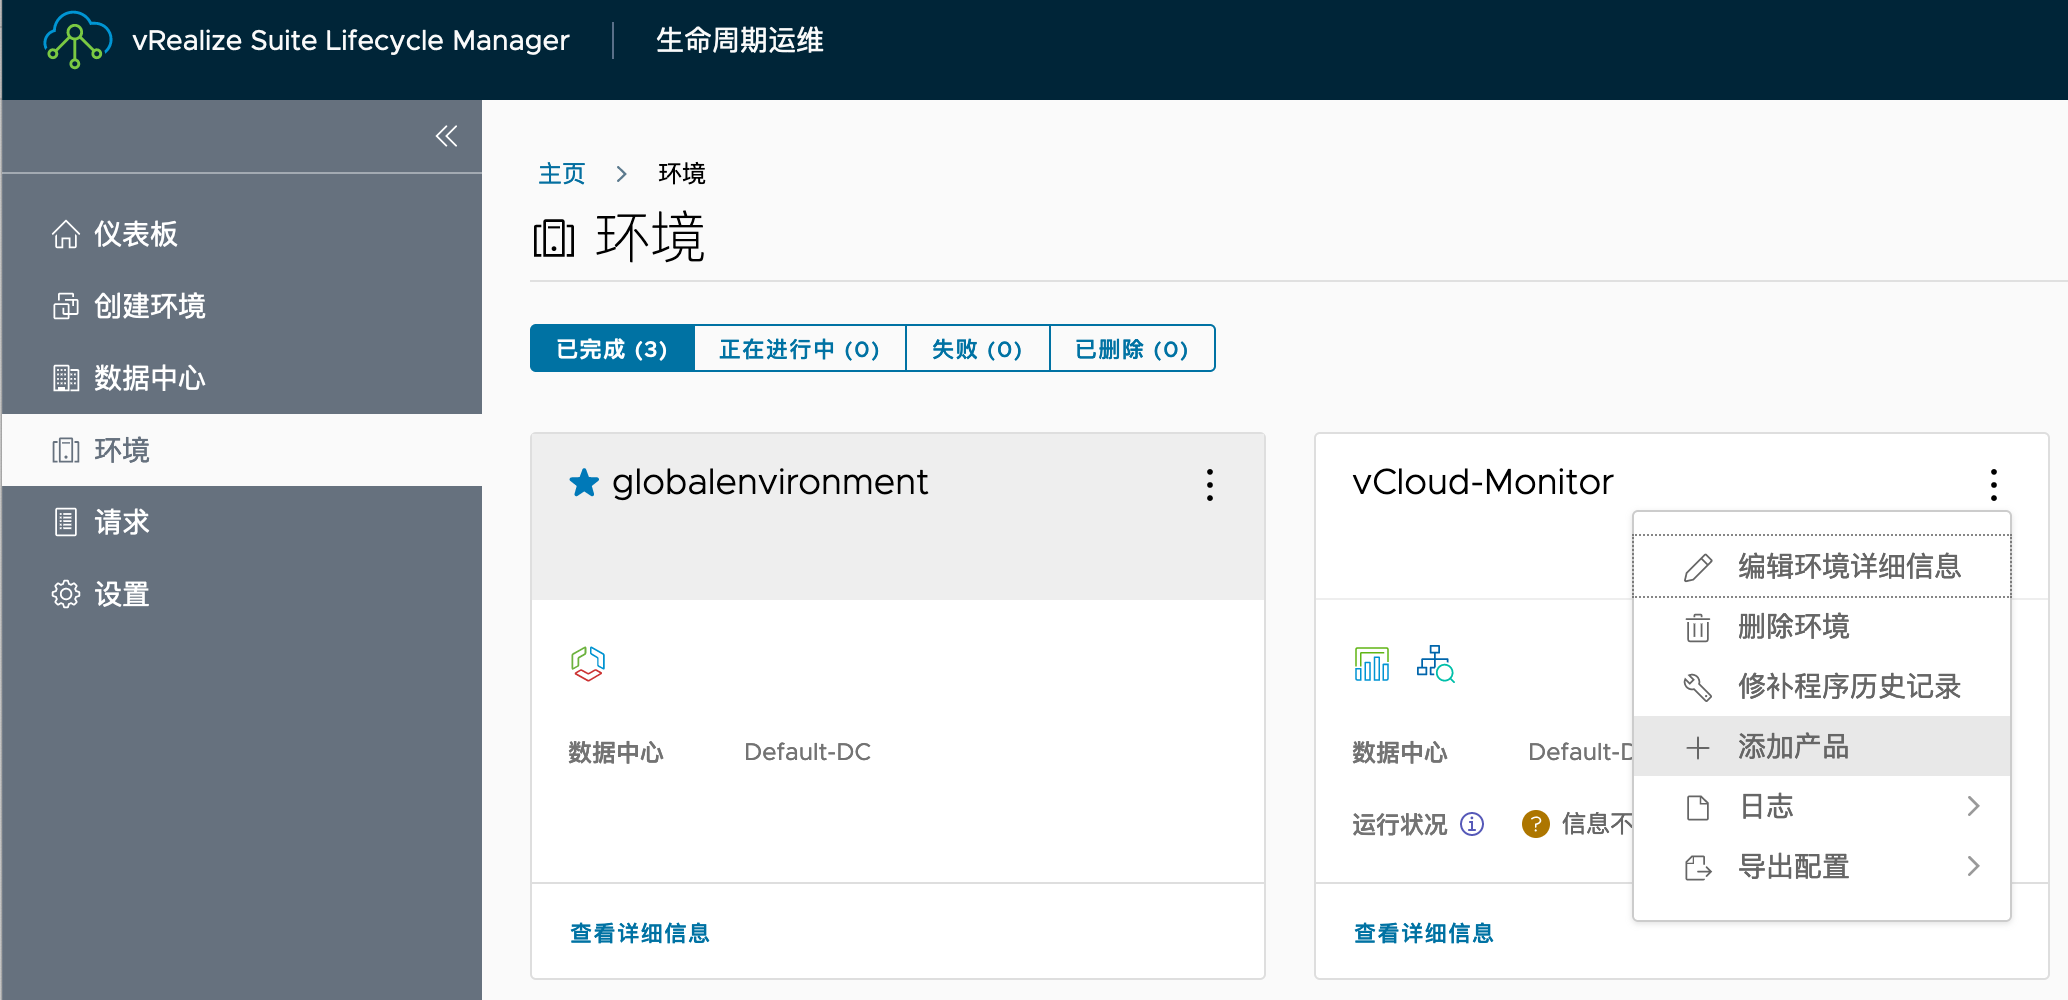 vRealize Suite Lifecycle Manager
生命周期运维
仪表板
创建环境
数据中心
环境
请求
设置
主页
环境
环境
已完成 (3)
正在进行中 (0)
失败 (0)
已删除 (0)
globalenvironment
数据中心 Default-DC
查看详细信息
vCloud-Monitor
数据中心 Default-D
运行状况 信息不
查看详细信息
编辑环境详细信息
删除环境
修补程序历史记录
添加产品
日志
导出配置